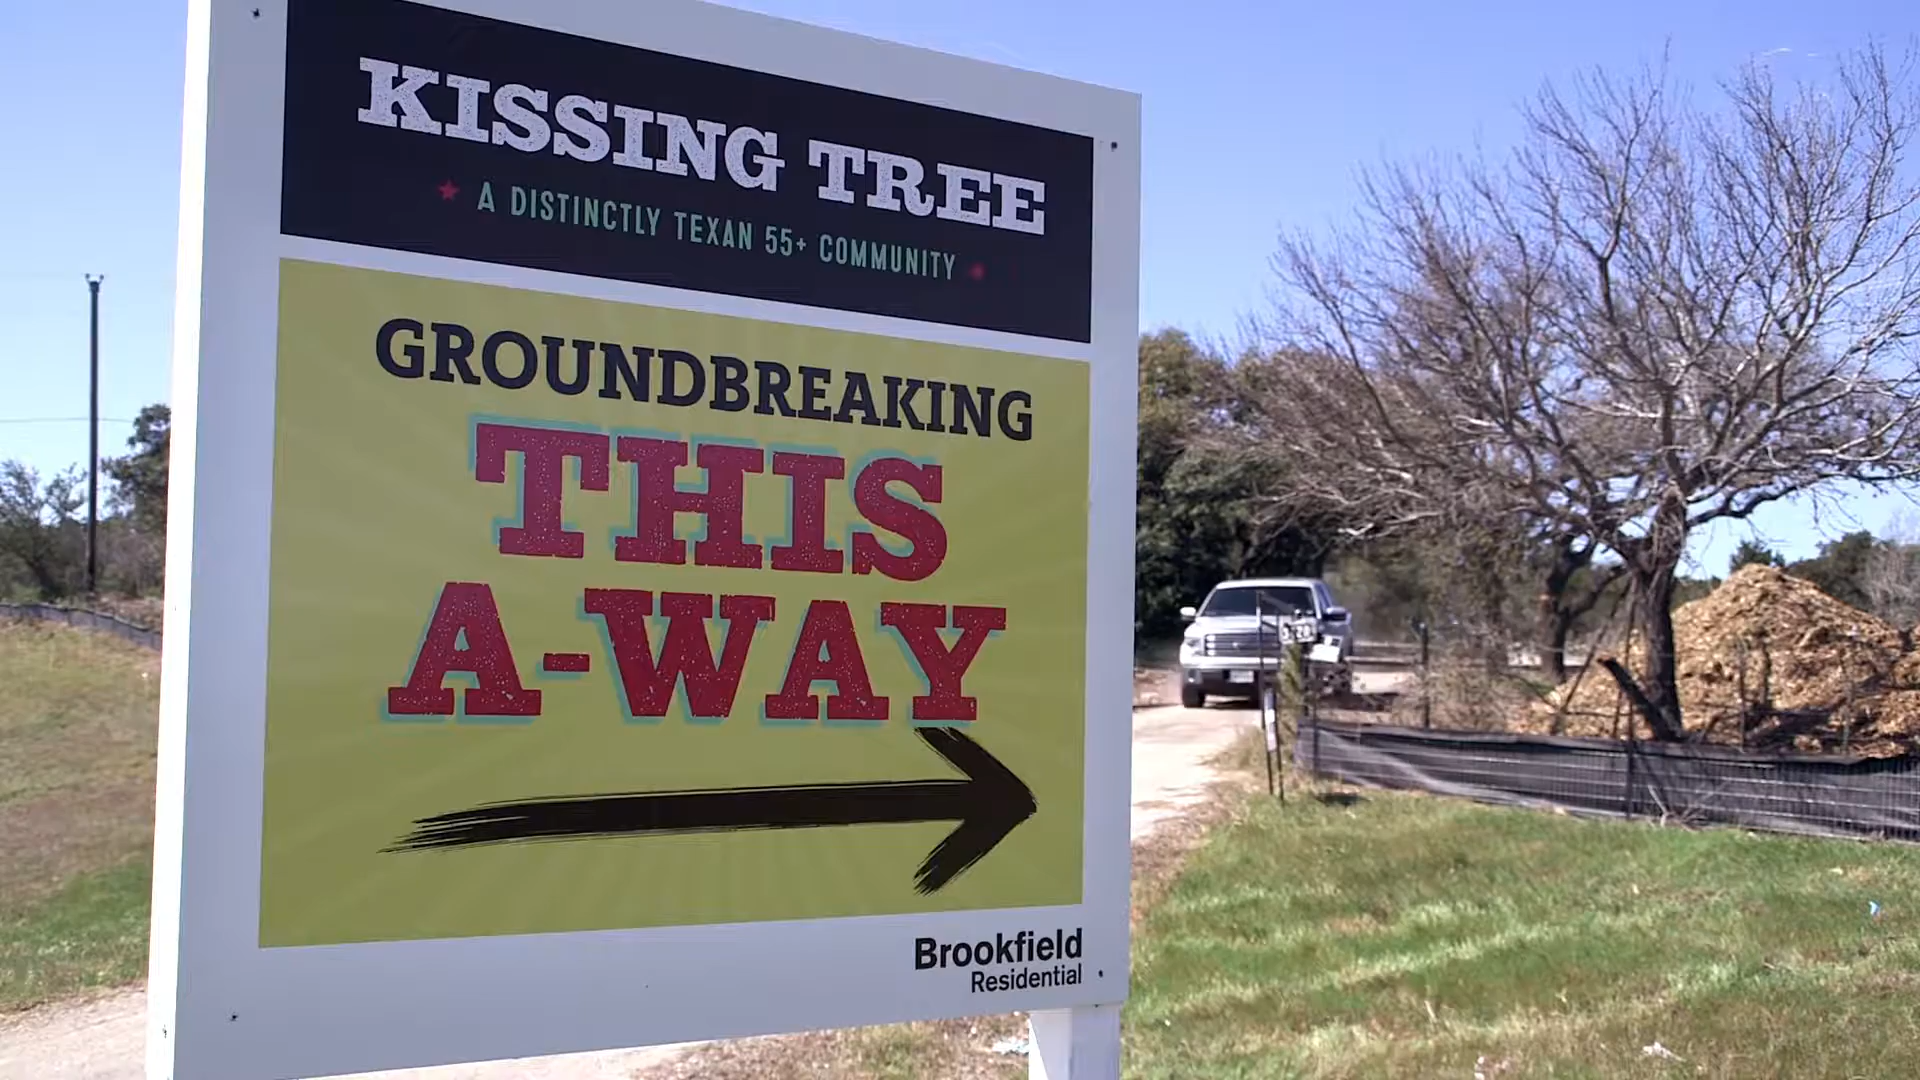 KISSING TREE
A DISTINCTLY TEXAN 55+ COMMUNITY
GROUNDBREAKING
THIS
A-WAY
Brookfield
Residential